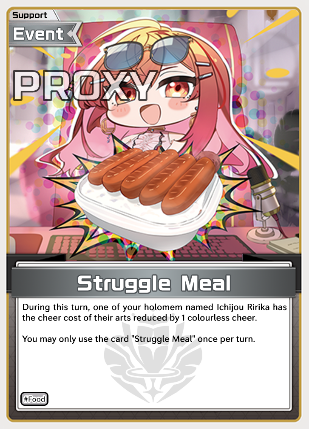 Support
Event
PROXY
Struggle Meal
During this turn, one of your holomem named Ichijou Ririka has
the cheer cost of their arts reduced by 1 colourless cheer.
You may only use the card "Struggle Meal" once per turn.
#Food